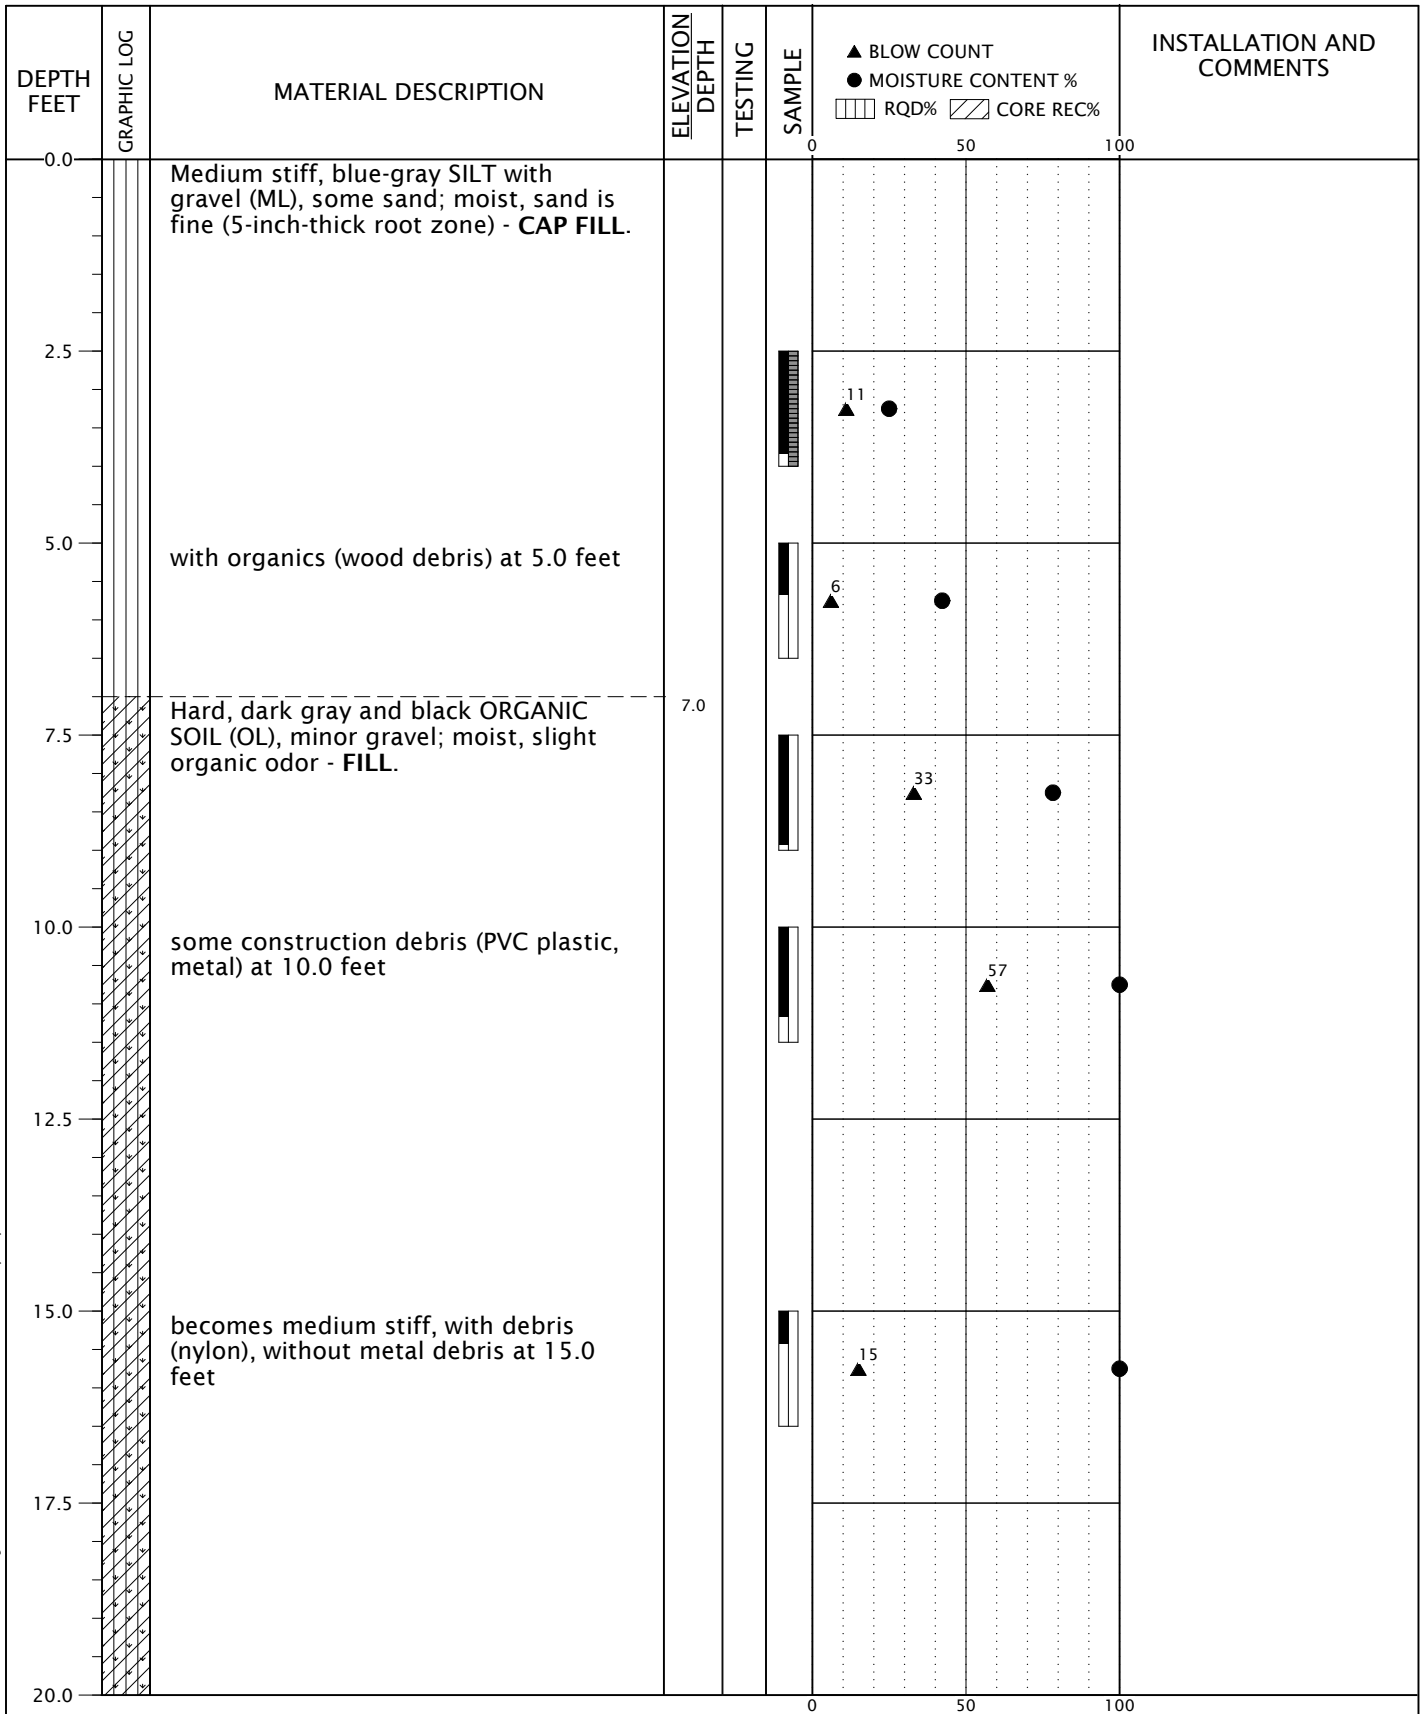 DEPTH
FEET
GRAPHIC LOG
MATERIAL DESCRIPTION
ELEVATION
DEPTH
TESTING
SAMPLE
▲ BLOW COUNT
● MOISTURE CONTENT %
RQD% CORE REC%
0 50 100
INSTALLATION AND
COMMENTS
0.0
Medium stiff, blue-gray SILT with
gravel (ML), some sand; moist, sand is
fine (5-inch-thick root zone) - CAP FILL.
2.5
11
5.0
with organics (wood debris) at 5.0 feet
6
7.0
Hard, dark gray and black ORGANIC
SOIL (OL), minor gravel; moist, slight
organic odor - FILL.
7.5
33
10.0
some construction debris (PVC plastic,
metal) at 10.0 feet
57
12.5
15.0
becomes medium stiff, with debris
(nylon), without metal debris at 15.0
feet
15
17.5
20.0
0 50 100